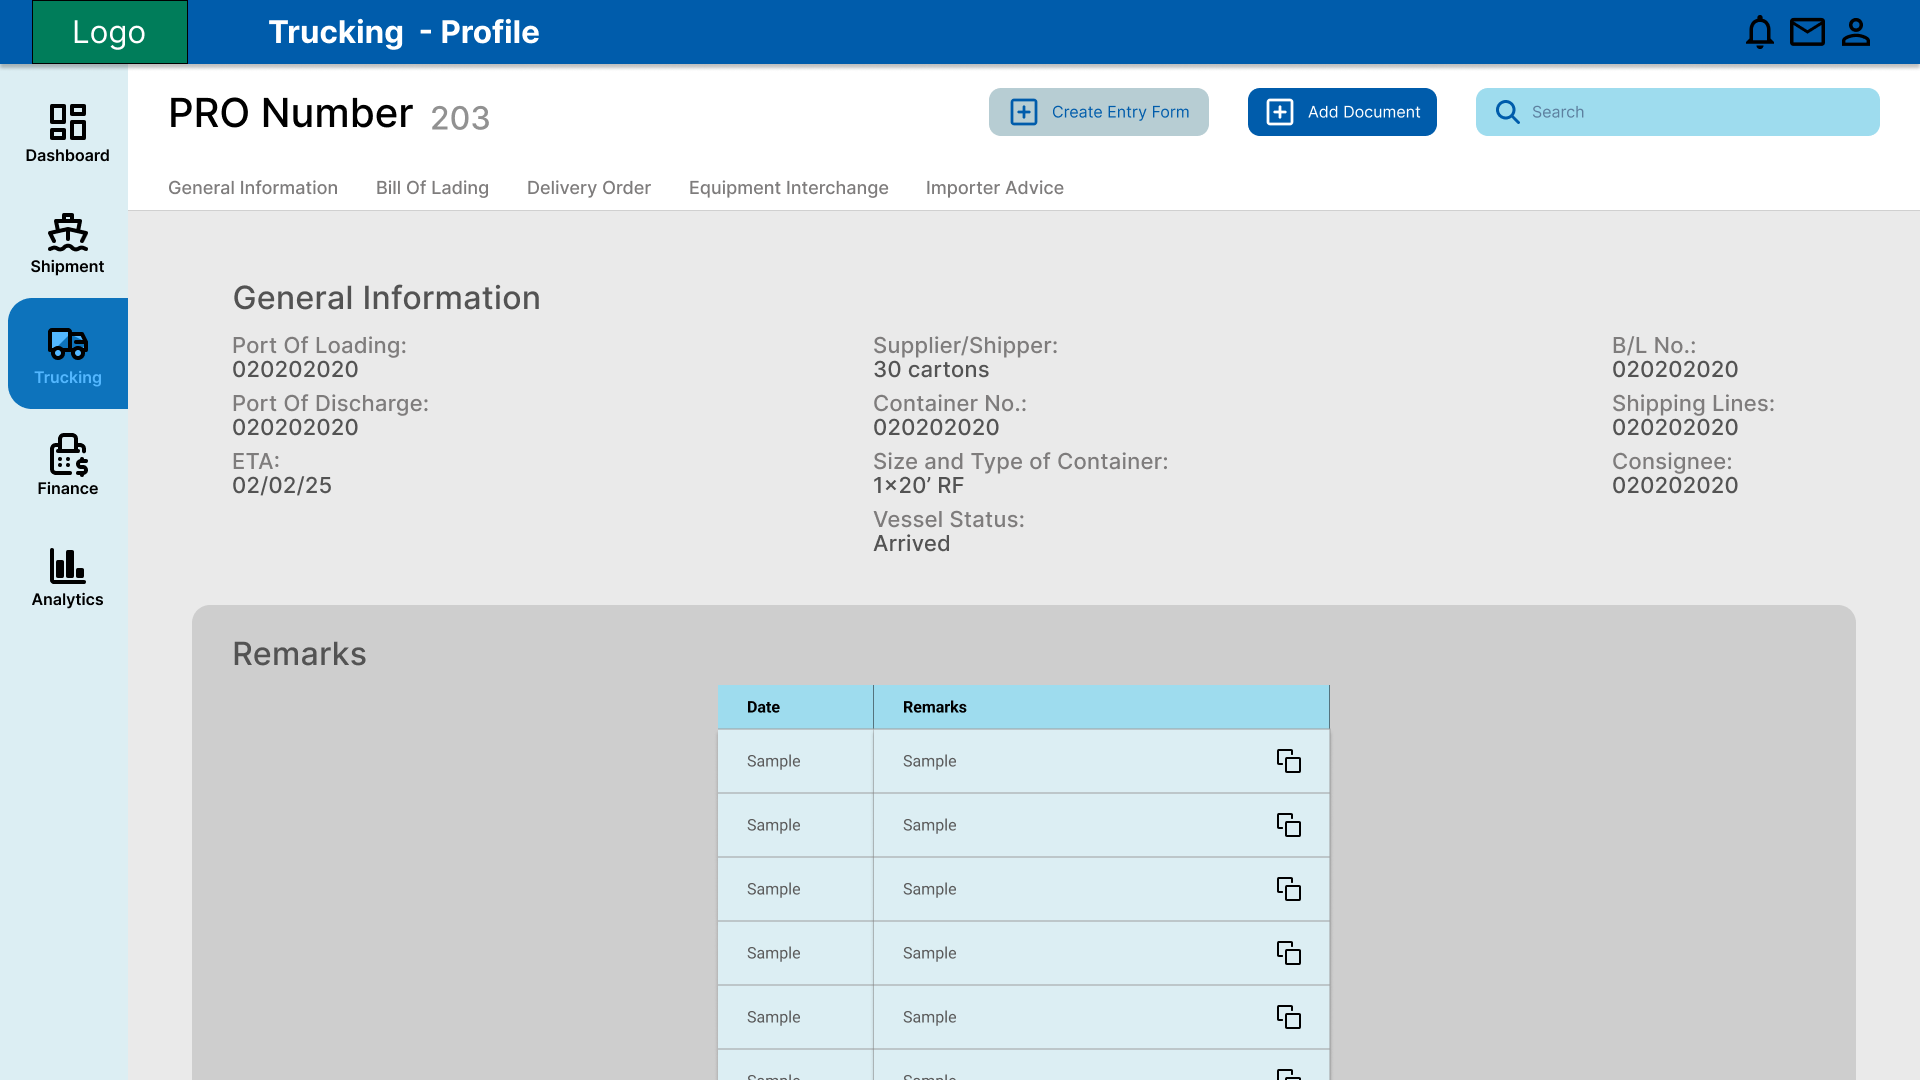 Logo
Trucking - Profile
PRO Number 203
Create Entry Form
Add Document
Search
General Information
Bill Of Lading
Delivery Order
Equipment Interchange
Importer Advice
Dashboard
Shipment
Trucking
Finance
Analytics
General Information
Port Of Loading:
020202020
Port Of Discharge:
020202020
ETA:
02/02/25
Supplier/Shipper:
30 cartons
Container No.:
020202020
Size and Type of Container:
1×20’ RF
Vessel Status:
Arrived
B/L No.:
020202020
Shipping Lines:
020202020
Consignee:
020202020
Remarks
Date Remarks
Sample Sample
Sample Sample
Sample Sample
Sample Sample
Sample Sample
Sample Sample